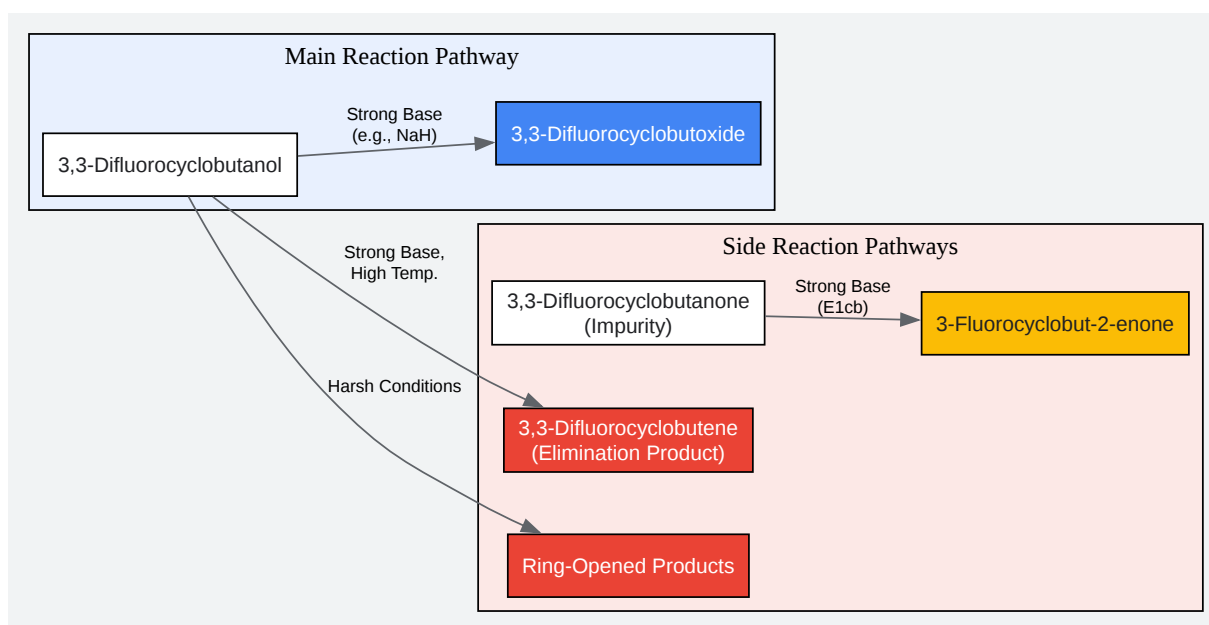 Main Reaction Pathway
3,3-Difluorocyclobutanol
Strong Base
(e.g., NaH)
3,3-Difluorocyclobutoxide
Strong Base,
High Temp.
Harsh Conditions
Side Reaction Pathways
3,3-Difluorocyclobutanone
(Impurity)
Strong Base
(E1cb)
3-Fluorocyclobut-2-enone
3,3-Difluorocyclobutene
(Elimination Product)
Ring-Opened Products